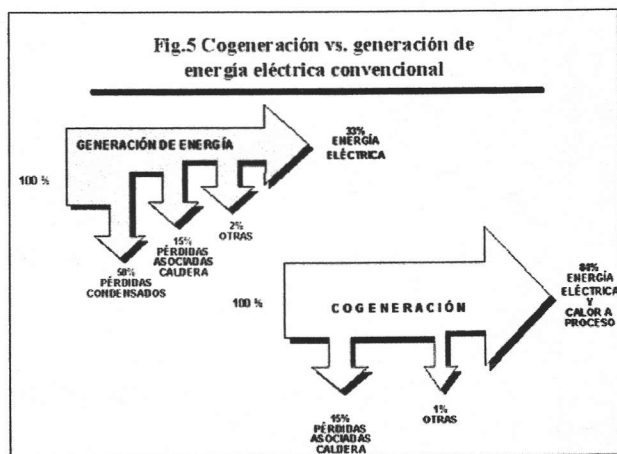 Fig.5 Cogeneración vs. generación de
energía eléctrica convencional
GENERACIÓN DE ENERGÍA
33%
ENERGÍA
ELÉCTRICA
100 %
2%
OTRAS
15%
PÉRDIDAS
ASOCIADAS
CALDERA
50%
PÉRDIDAS
CONDENSADOS
100 %
COGENERACIÓN
84%
ENERGÍA
ELÉCTRICA
Y
CALOR A
PROCESO
15%
PÉRDIDAS
ASOCIADAS
CALDERA
1%
OTRAS